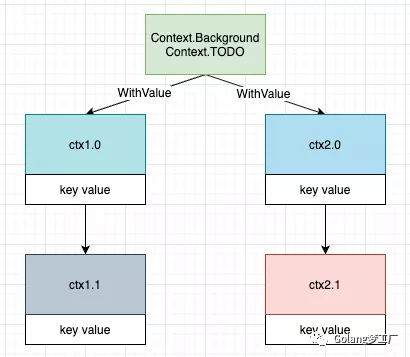 Context.Background
Context.TODO
WithValue
WithValue
ctx1.0
ctx2.0
key value
key value
ctx1.1
ctx2.1
key value
key value
Golang梦工厂